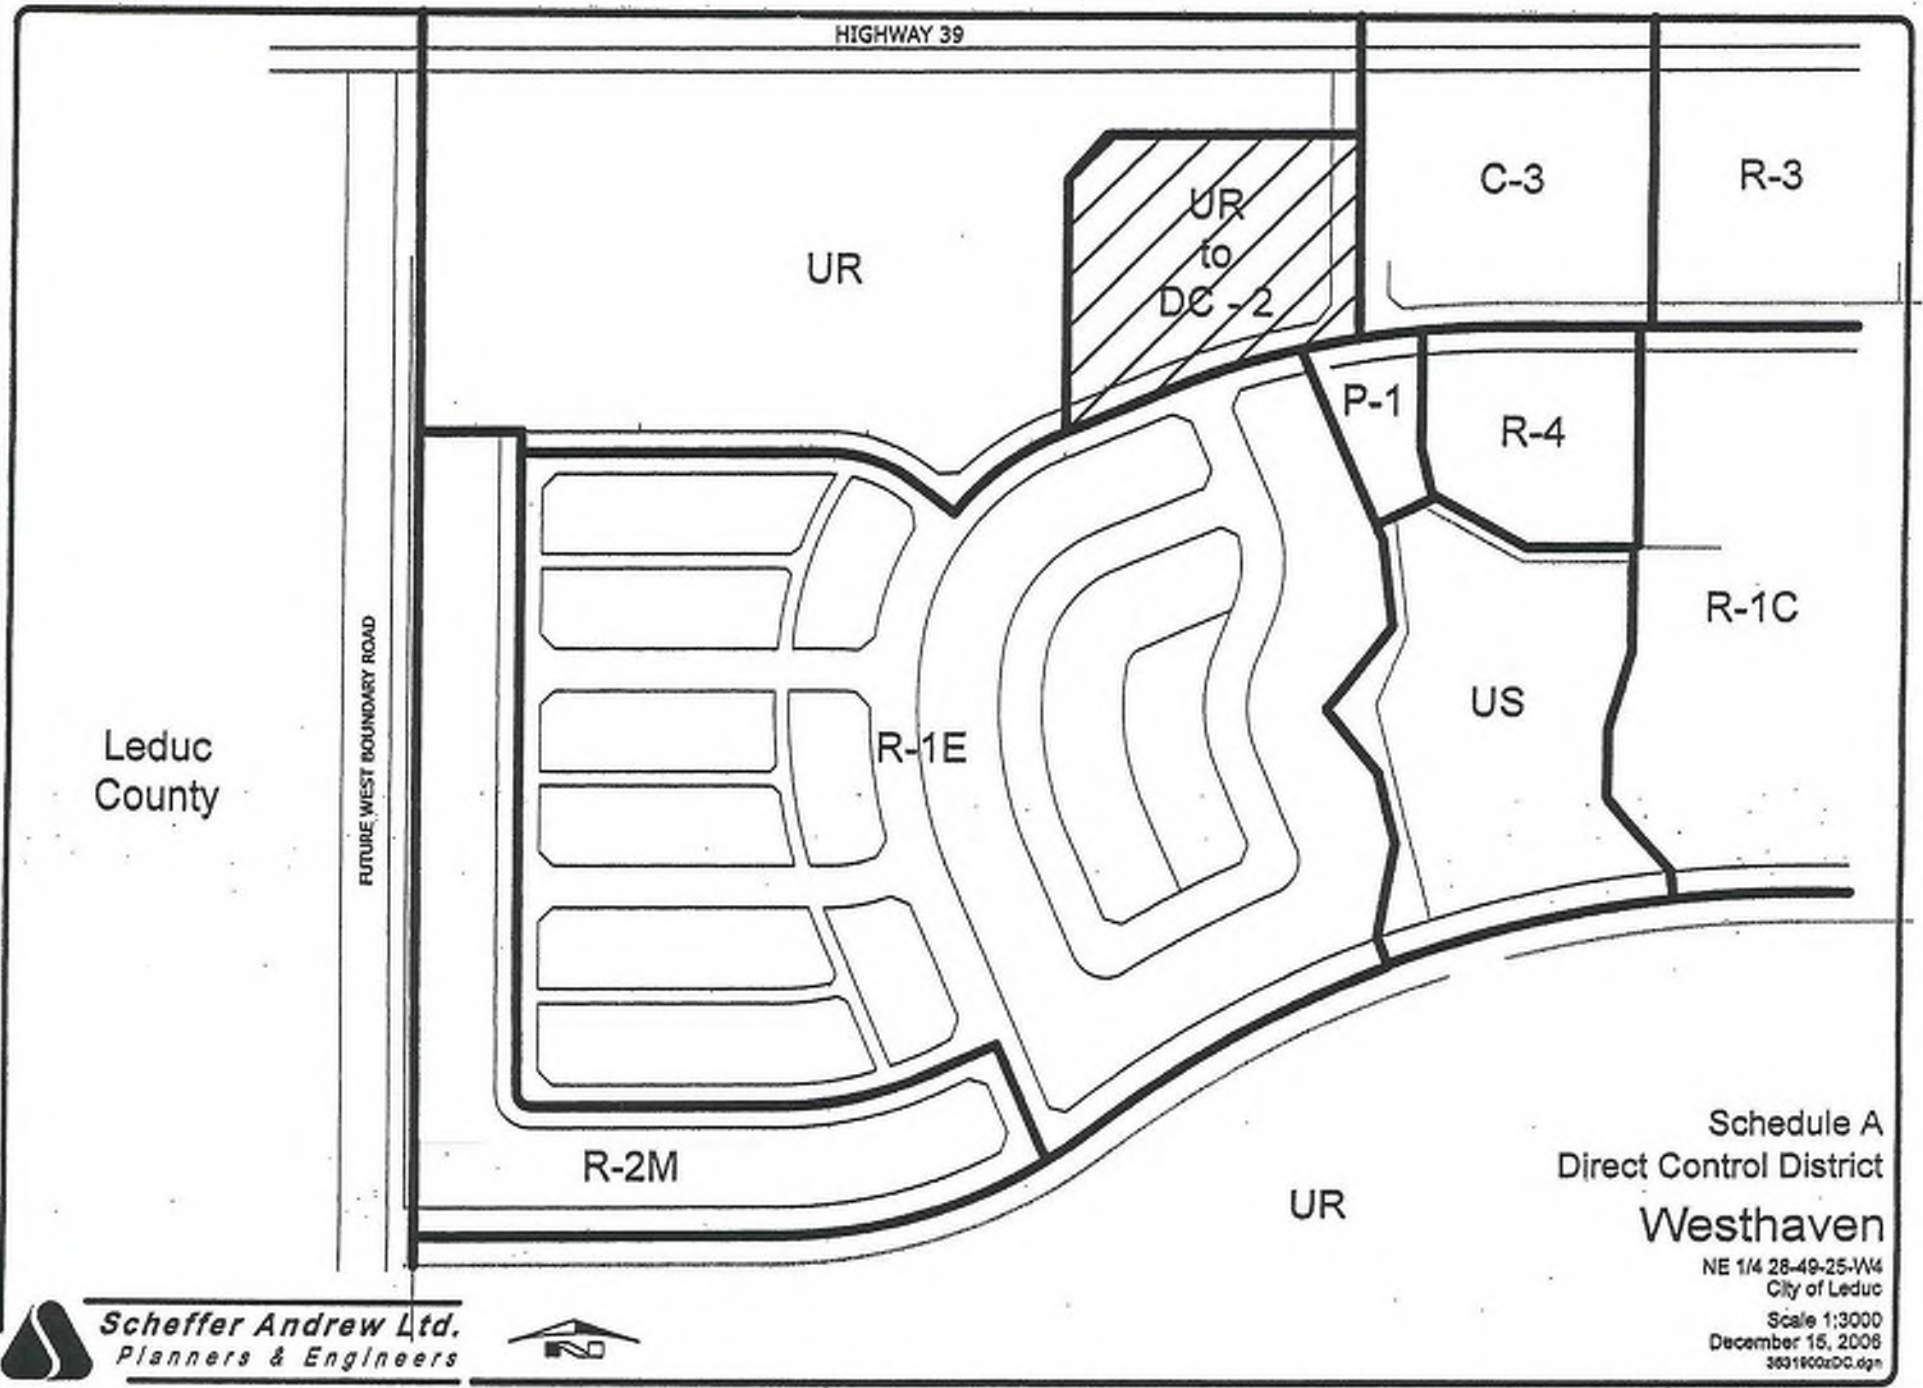 HIGHWAY 39
C-3
R-3
UR
to
DC - 2
UR
P-1
R-4
R-1C
US
R-1E
Leduc
County
FUTURE WEST BOUNDARY ROAD
R-2M
UR
Schedule A
Direct Control District
Westhaven
NE 1/4 28-49-25-W4
City of Leduc
Scale 1:3000
December 15, 2006
Scheffer Andrew Ltd.
Planners & Engineers